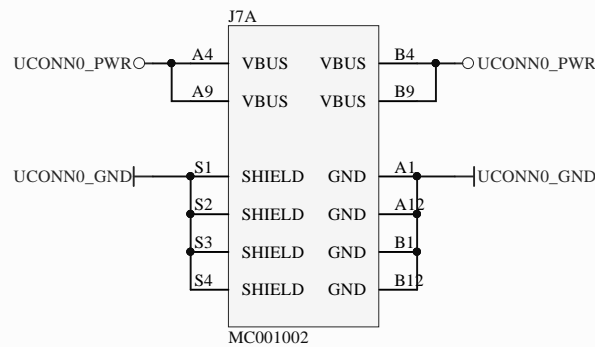 J7A
UCONN0_PWR A4 VBUS VBUS B4 UCONN0_PWR
A9 VBUS VBUS B9
UCONN0_GND S1 SHIELD GND A1 UCONN0_GND
S2 SHIELD GND A12
S3 SHIELD GND B1
S4 SHIELD GND B12
MC001002